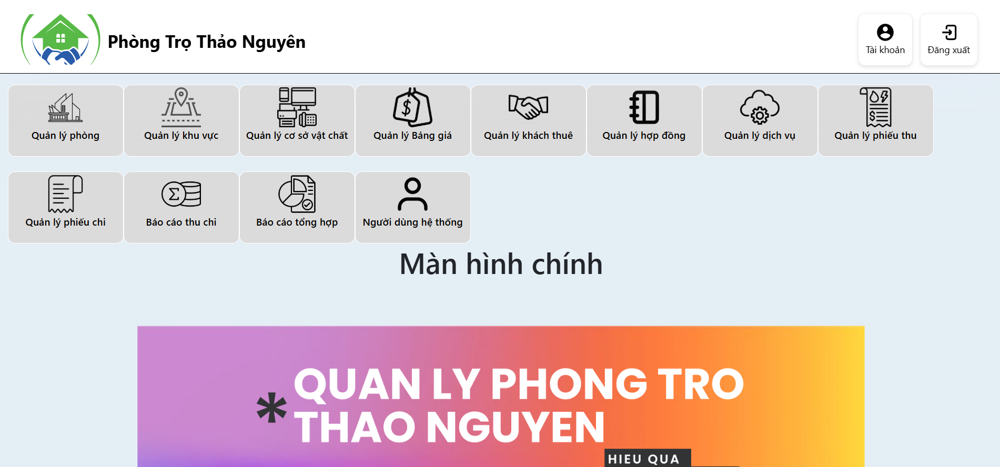 Phòng Trọ Thảo Nguyên
Tài khoản
Đăng xuất
Quản lý phòng
Quản lý khu vực
Quản lý cơ sở vật chất
Quản lý Bảng giá
Quản lý khách thuê
Quản lý hợp đồng
Quản lý dịch vụ
Quản lý phiếu thu
Quản lý phiếu chi
Báo cáo thu chi
Báo cáo tổng hợp
Người dùng hệ thống
Màn hình chính
QUAN LY PHONG TRO
* THAO NGUYEN
HIEU QUA